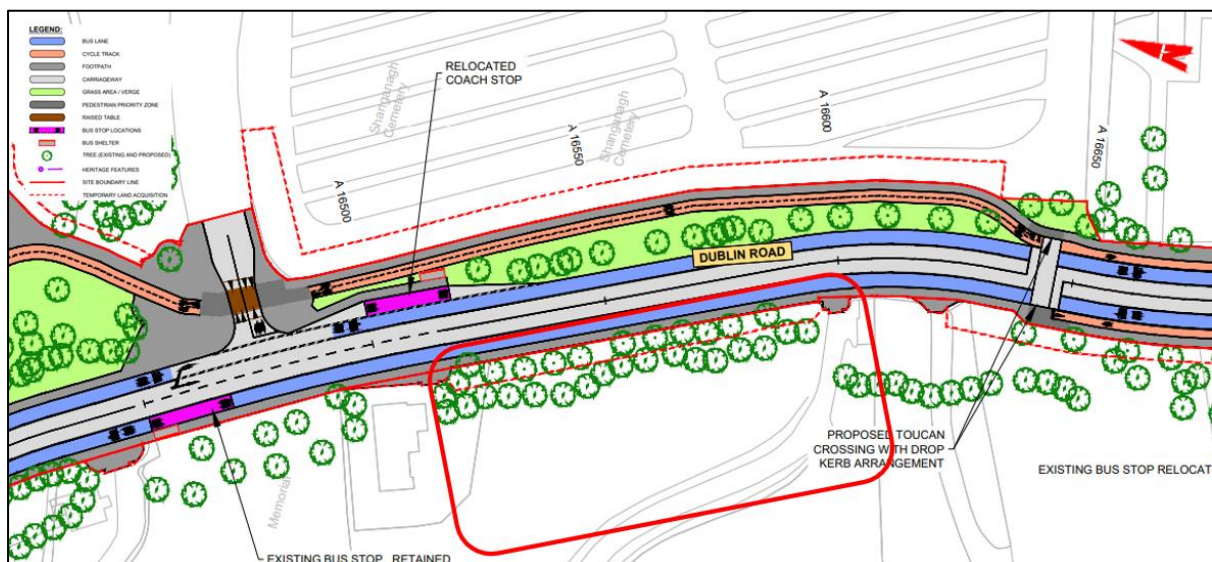 LEGEND:
BUS LANE
CYCLE TRACK
FOOTPATH
CARRIAGEWAY
GRASS AREA / VERGE
PEDESTRIAN PRIORITY ZONE
RAISED TABLE
BUS STOP LOCATIONS
BUS SHELTER
TREE (EXISTING AND PROPOSED)
HERITAGE FEATURES
SITE BOUNDARY LINE
TEMPORARY LAND ACQUISITION
RELOCATED
COACH STOP
Shanganagh
Cemetery
Shanganagh
Cemetery
A 16500
A 16550
A 16600
A 16650
DUBLIN ROAD
Memorial
PROPOSED TOUCAN
CROSSING WITH DROP
KERB ARRANGEMENT
EXISTING BUS STOP RELOCAT
EXISTING BUS STOP RETAINED